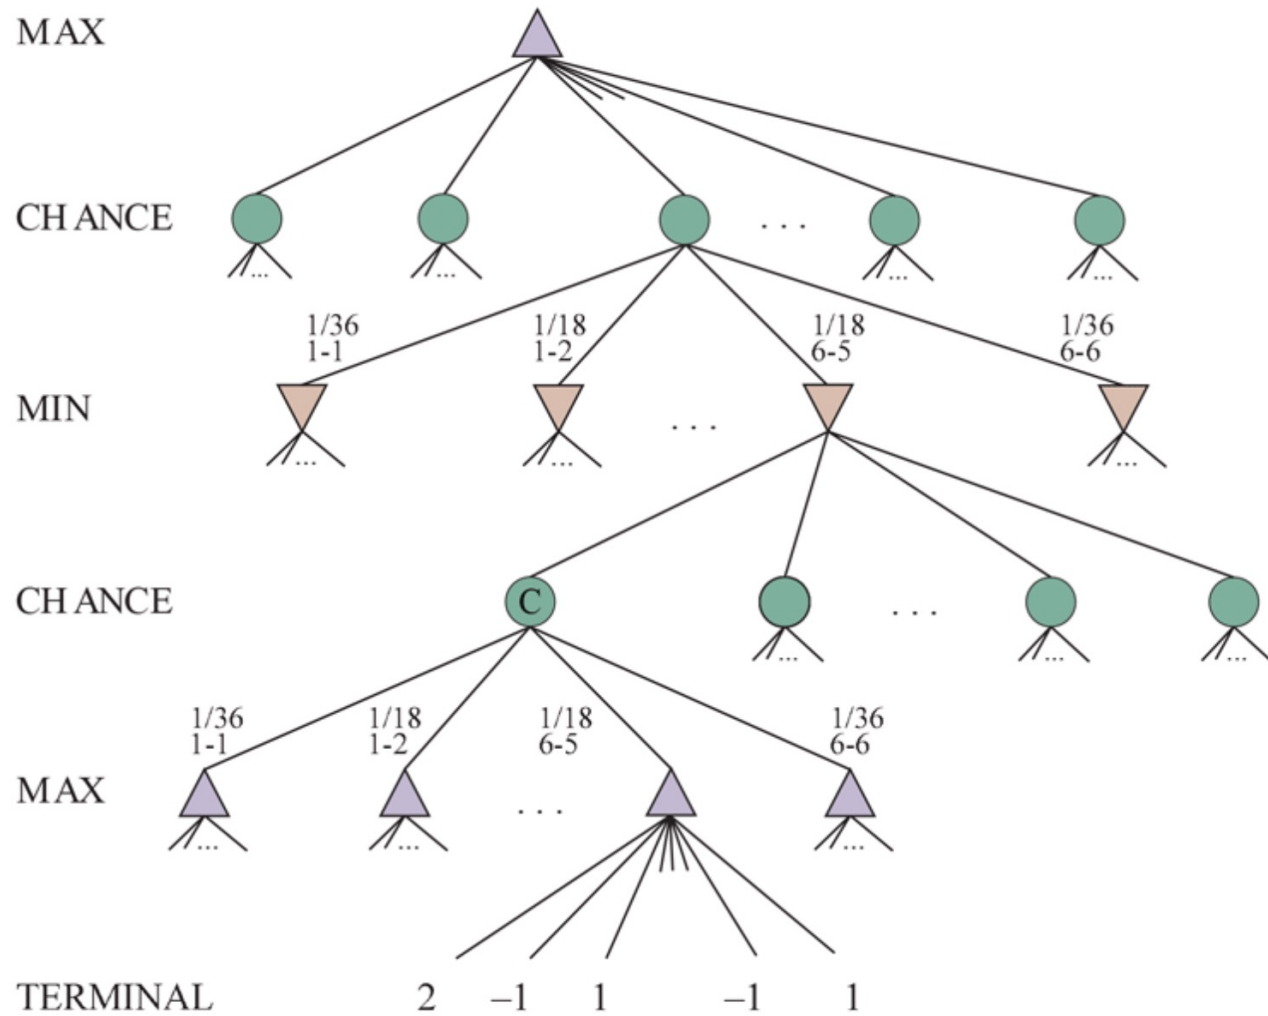 MAX
CHANCE . . .
... ... ... ... ...
1/36 1/18 1/18 1/36
1-1 1-2 6-5 6-6
MIN . . .
... ... ... ...
CHANCE C . . .
... ... ...
1/36 1/18 1/18 1/36
1-1 1-2 6-5 6-6
MAX . . .
... ... ...
TERMINAL 2 –1 1 –1 1